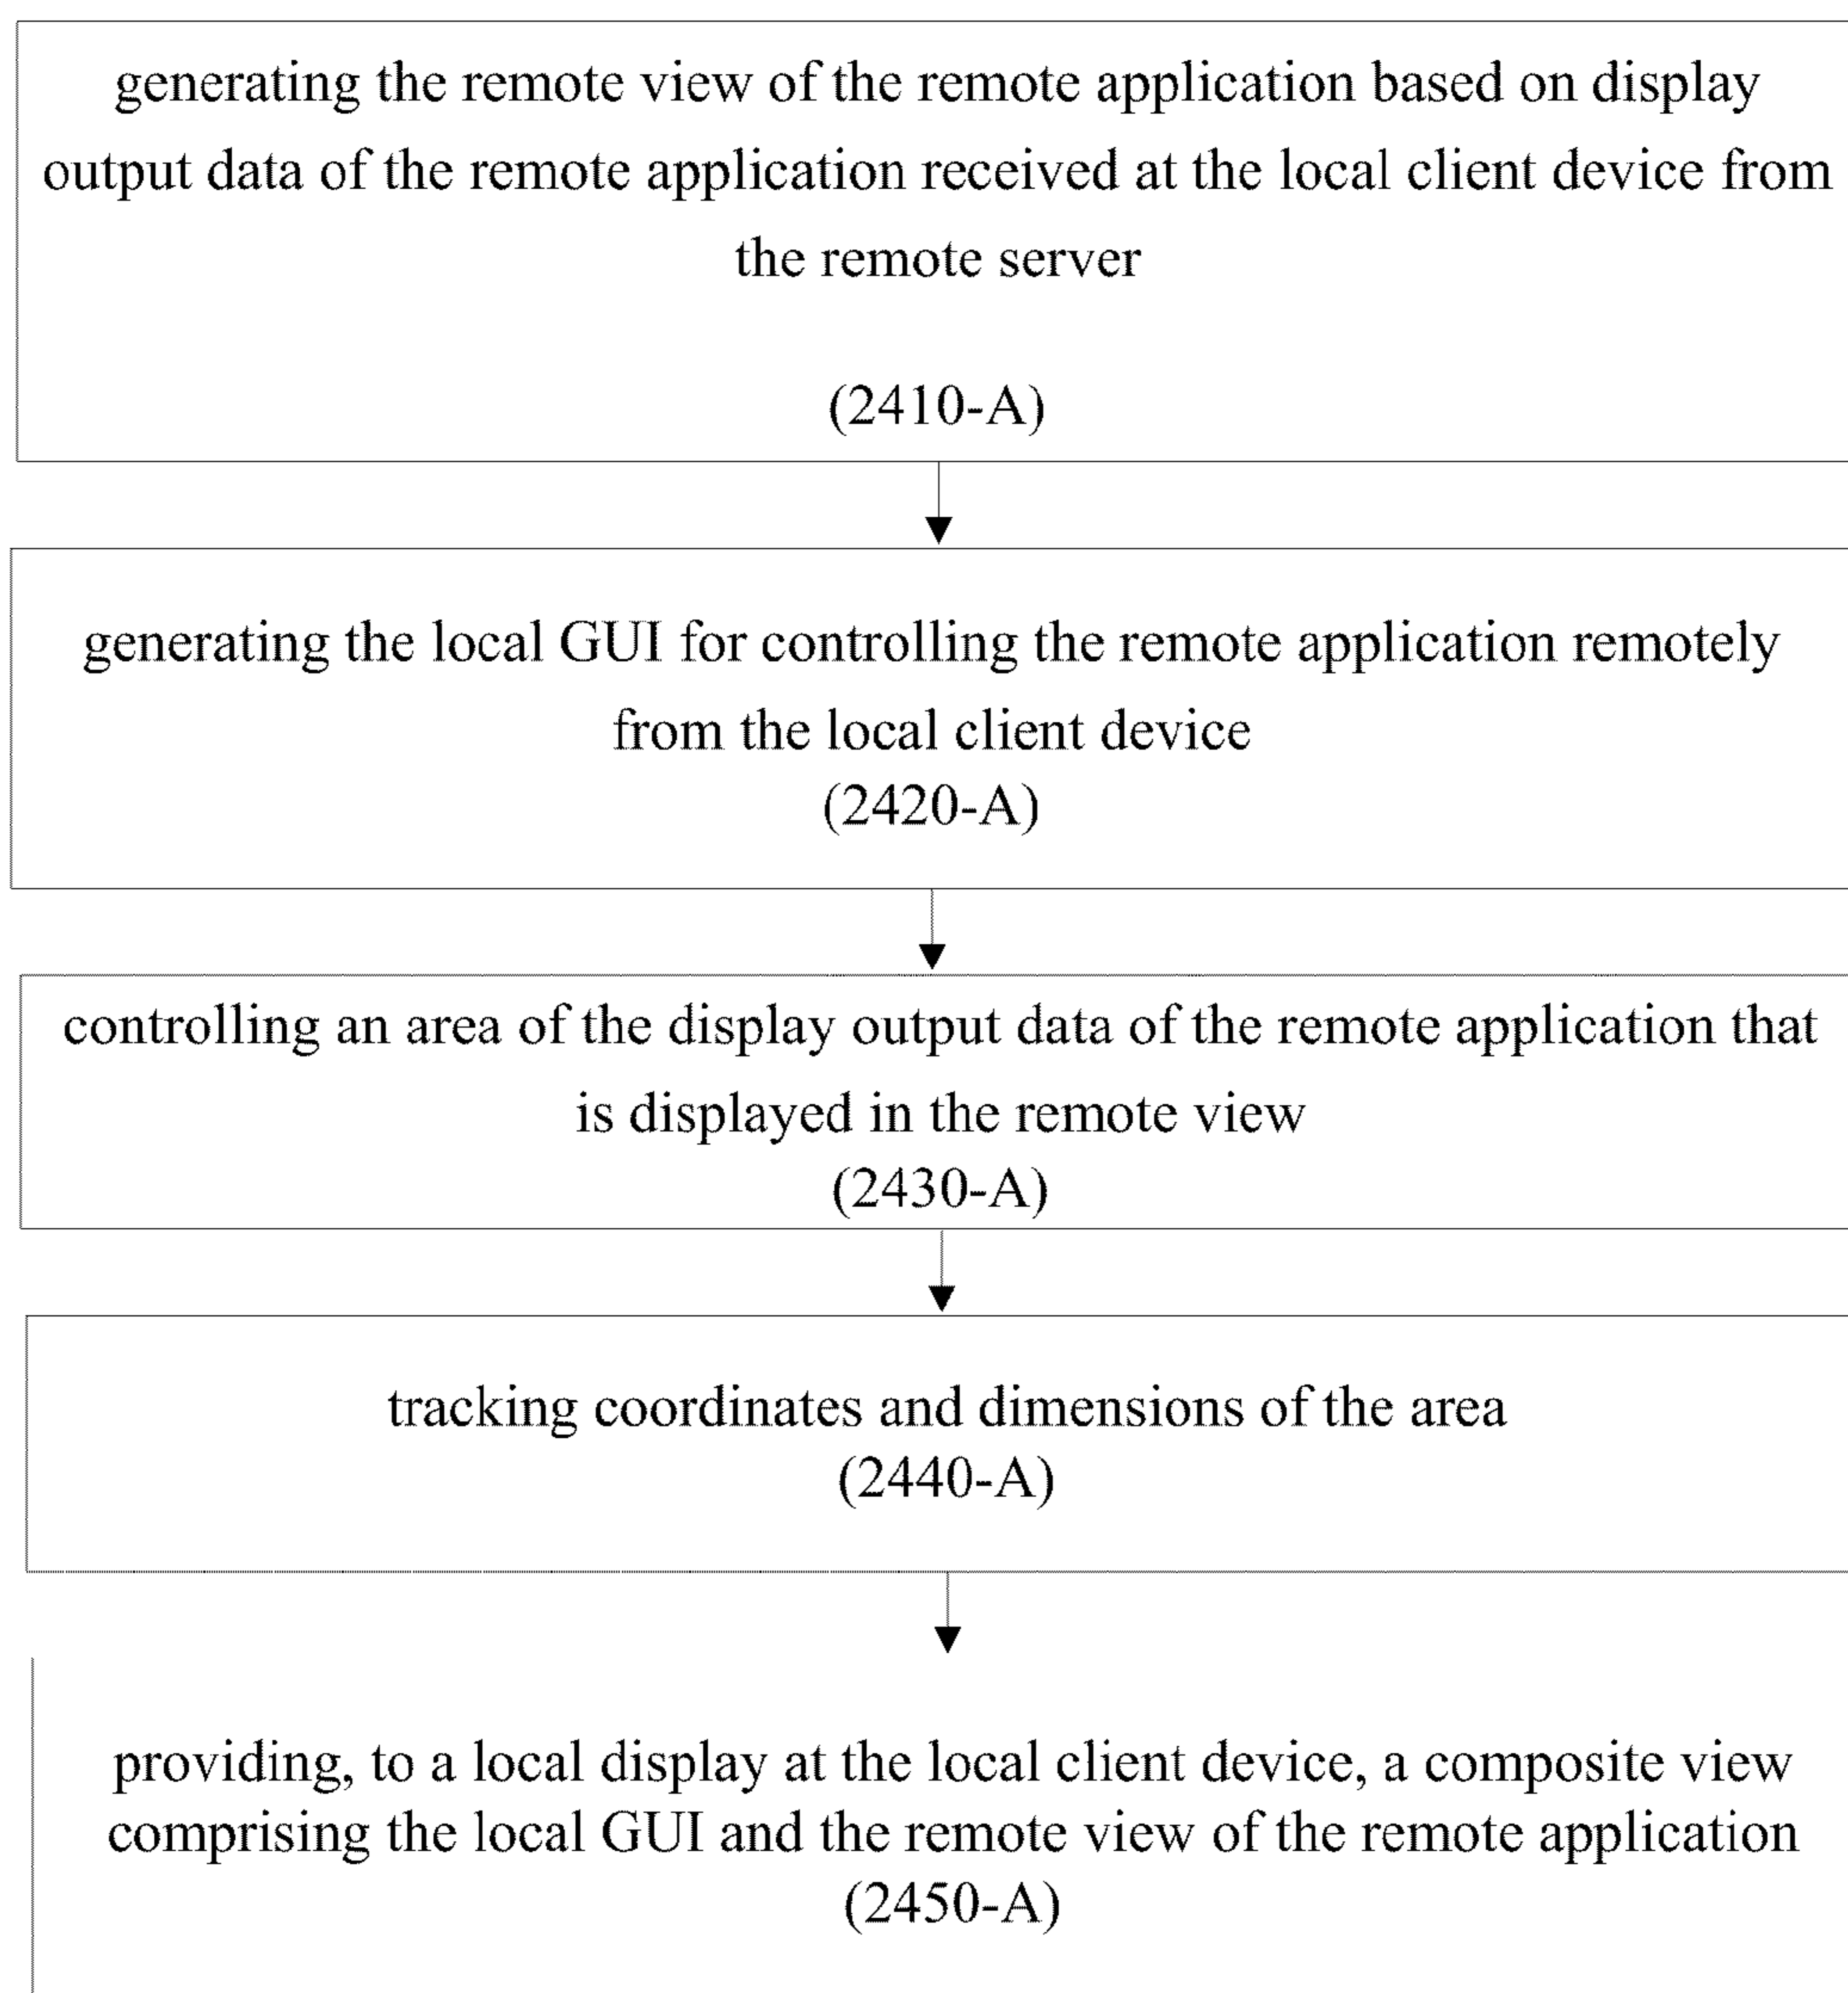 generating the remote view of the remote application based on display
output data of the remote application received at the local client device from
the remote server
(2410-A)
generating the local GUI for controlling the remote application remotely
from the local client device
(2420-A)
controlling an area of the display output data of the remote application that
is displayed in the remote view
(2430-A)
tracking coordinates and dimensions of the area
(2440-A)
providing, to a local display at the local client device, a composite view
comprising the local GUI and the remote view of the remote application
(2450-A)